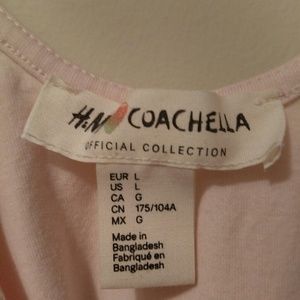 H&M COACHELLA
OFFICIAL COLLECTION
EUR L
US L
CA G
CN 175/104A
MX G
Made in
Bangladesh
Fabriqué en
Bangladesh